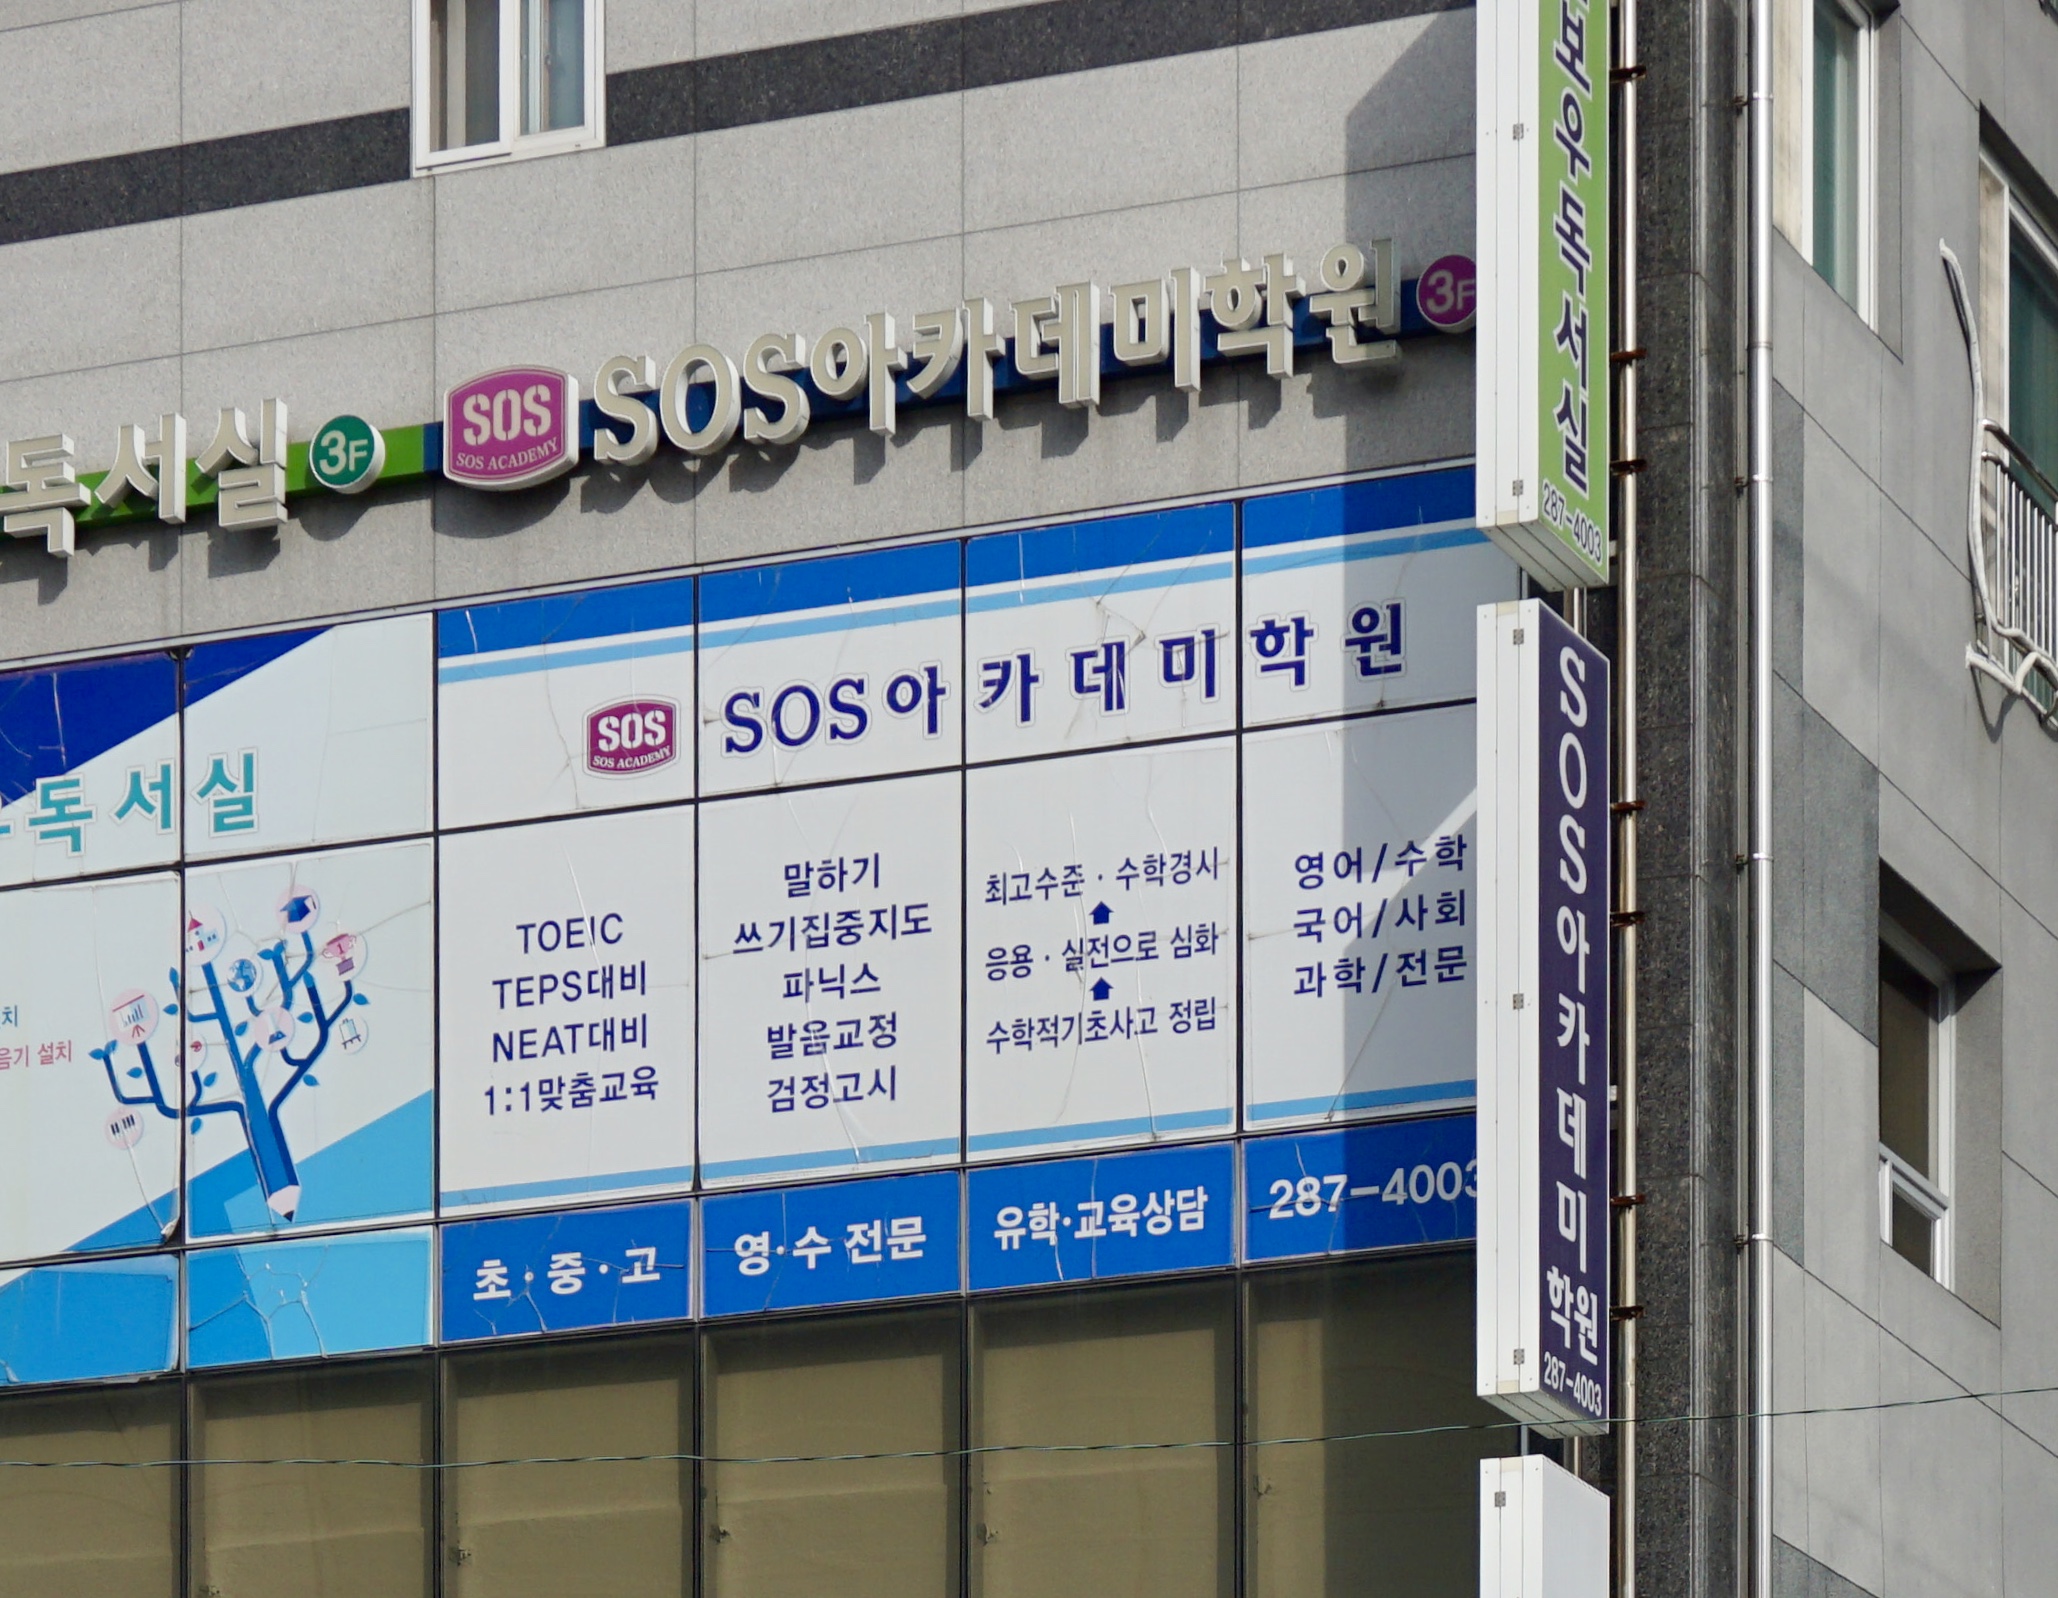 독서실 3F
SOS
SOS ACADEMY
SOS아카데미학원 3F
독서실
치
음기 설치
SOS
SOS ACADEMY
SOS아카데미학원
TOEIC
TEPS대비
NEAT대비
1:1맞춤교육
말하기
쓰기집중지도
파닉스
발음교정
검정고시
최고수준 · 수학경시
응용 · 실전으로 심화
수학적기초사고 정립
영어/수학
국어/사회
과학/전문
초·중·고
영·수 전문
유학·교육상담
287-4003
보우독서실
287-4003
SOS아카데미학원
287-4003